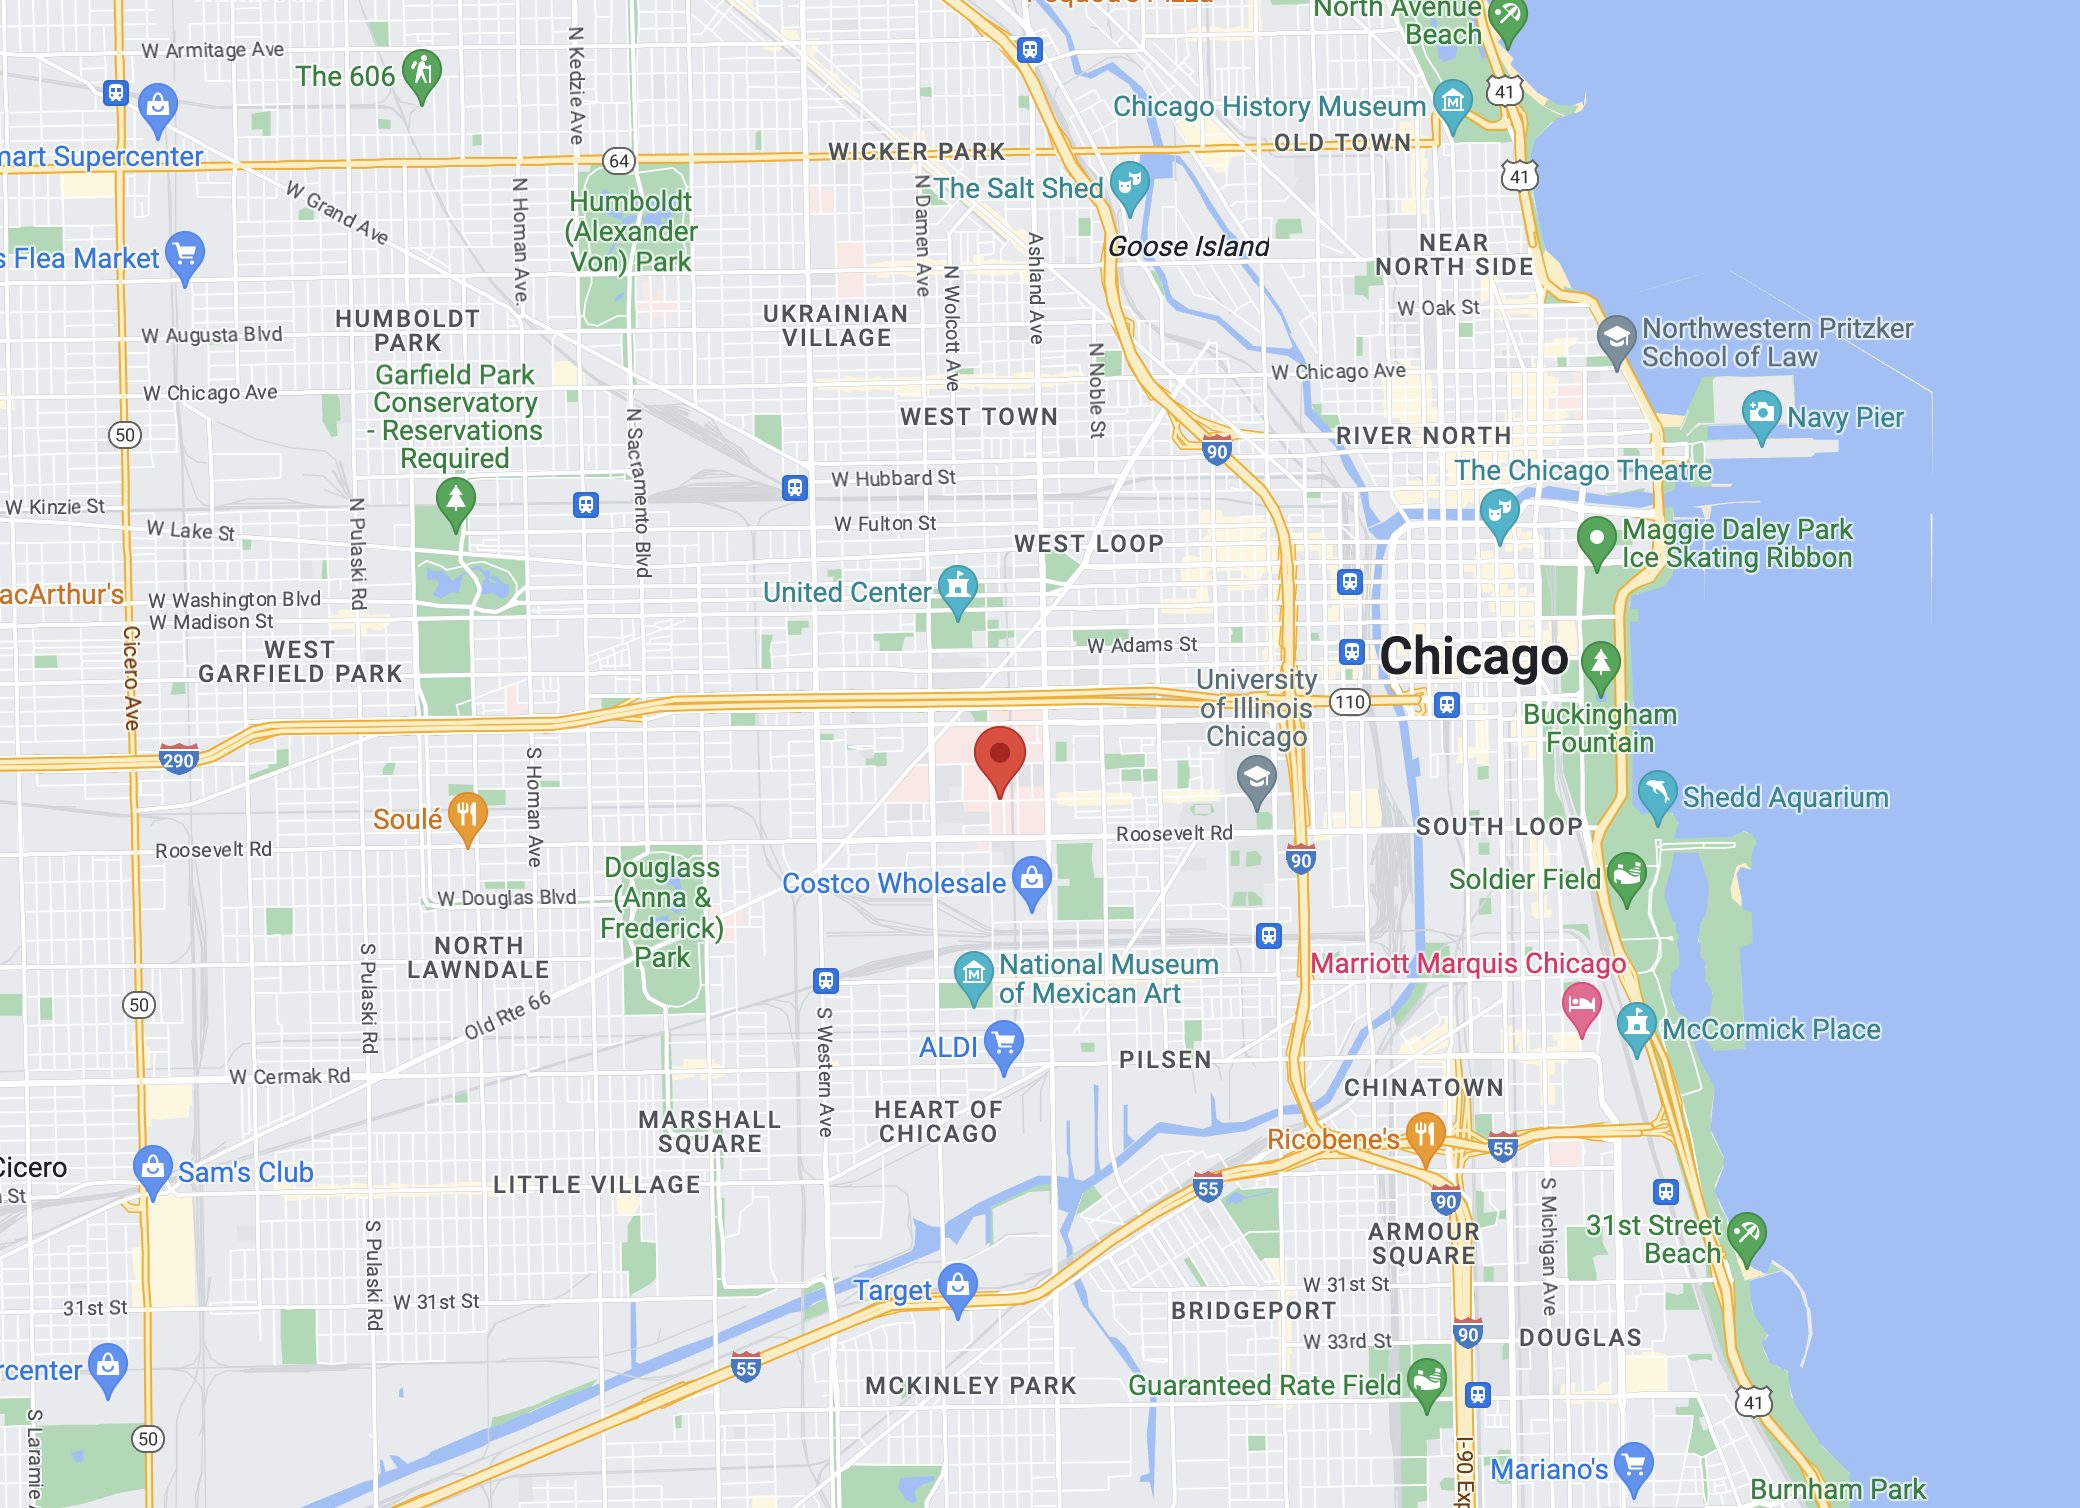 North Avenue
Beach
W Armitage Ave
The 606
N Kedzie Ave
41
Chicago History Museum
mart Supercenter
64
WICKER PARK
OLD TOWN
41
W Grand Ave
N Homan Ave.
Humboldt
(Alexander
Von) Park
N Damen Ave
The Salt Shed
Goose Island
NEAR
NORTH SIDE
s Flea Market
N Wolcott Ave
Ashland Ave
W Oak St
HUMBOLDT
PARK
UKRAINIAN
VILLAGE
W Augusta Blvd
Northwestern Pritzker
School of Law
Garfield Park
Conservatory
- Reservations
Required
W Chicago Ave
W Chicago Ave
N Noble St
50
N Sacramento Blvd
WEST TOWN
90
RIVER NORTH
Navy Pier
W Hubbard St
The Chicago Theatre
W Kinzie St
W Lake St
N Pulaski Rd
W Fulton St
WEST LOOP
Maggie Daley Park
Ice Skating Ribbon
acArthur's
W Washington Blvd
W Madison St
United Center
Cicero Ave
WEST
GARFIELD PARK
W Adams St
Chicago
University
of Illinois
Chicago
110
Buckingham
Fountain
290
S Homan Ave
Soulé
Shedd Aquarium
Roosevelt Rd
Roosevelt Rd
SOUTH LOOP
90
Douglass
(Anna &
Frederick)
Park
Costco Wholesale
Soldier Field
W Douglas Blvd
NORTH
LAWNDALE
S Pulaski Rd
National Museum
of Mexican Art
Marriott Marquis Chicago
50
Old Rte 66
S Western Ave
ALDI
McCormick Place
PILSEN
W Cermak Rd
CHINATOWN
MARSHALL
SQUARE
HEART OF
CHICAGO
Ricobene's
55
Cicero
Sam's Club
LITTLE VILLAGE
55
90
St
S Michigan Ave
S Pulaski Rd
ARMOUR
SQUARE
31st Street
Beach
31st St
W 31st St
Target
W 31st St
BRIDGEPORT
W 33rd St
90
DOUGLAS
rcenter
55
MCKINLEY PARK
Guaranteed Rate Field
41
S Laramie
50
I-90 Exp
Mariano's
Burnham Park